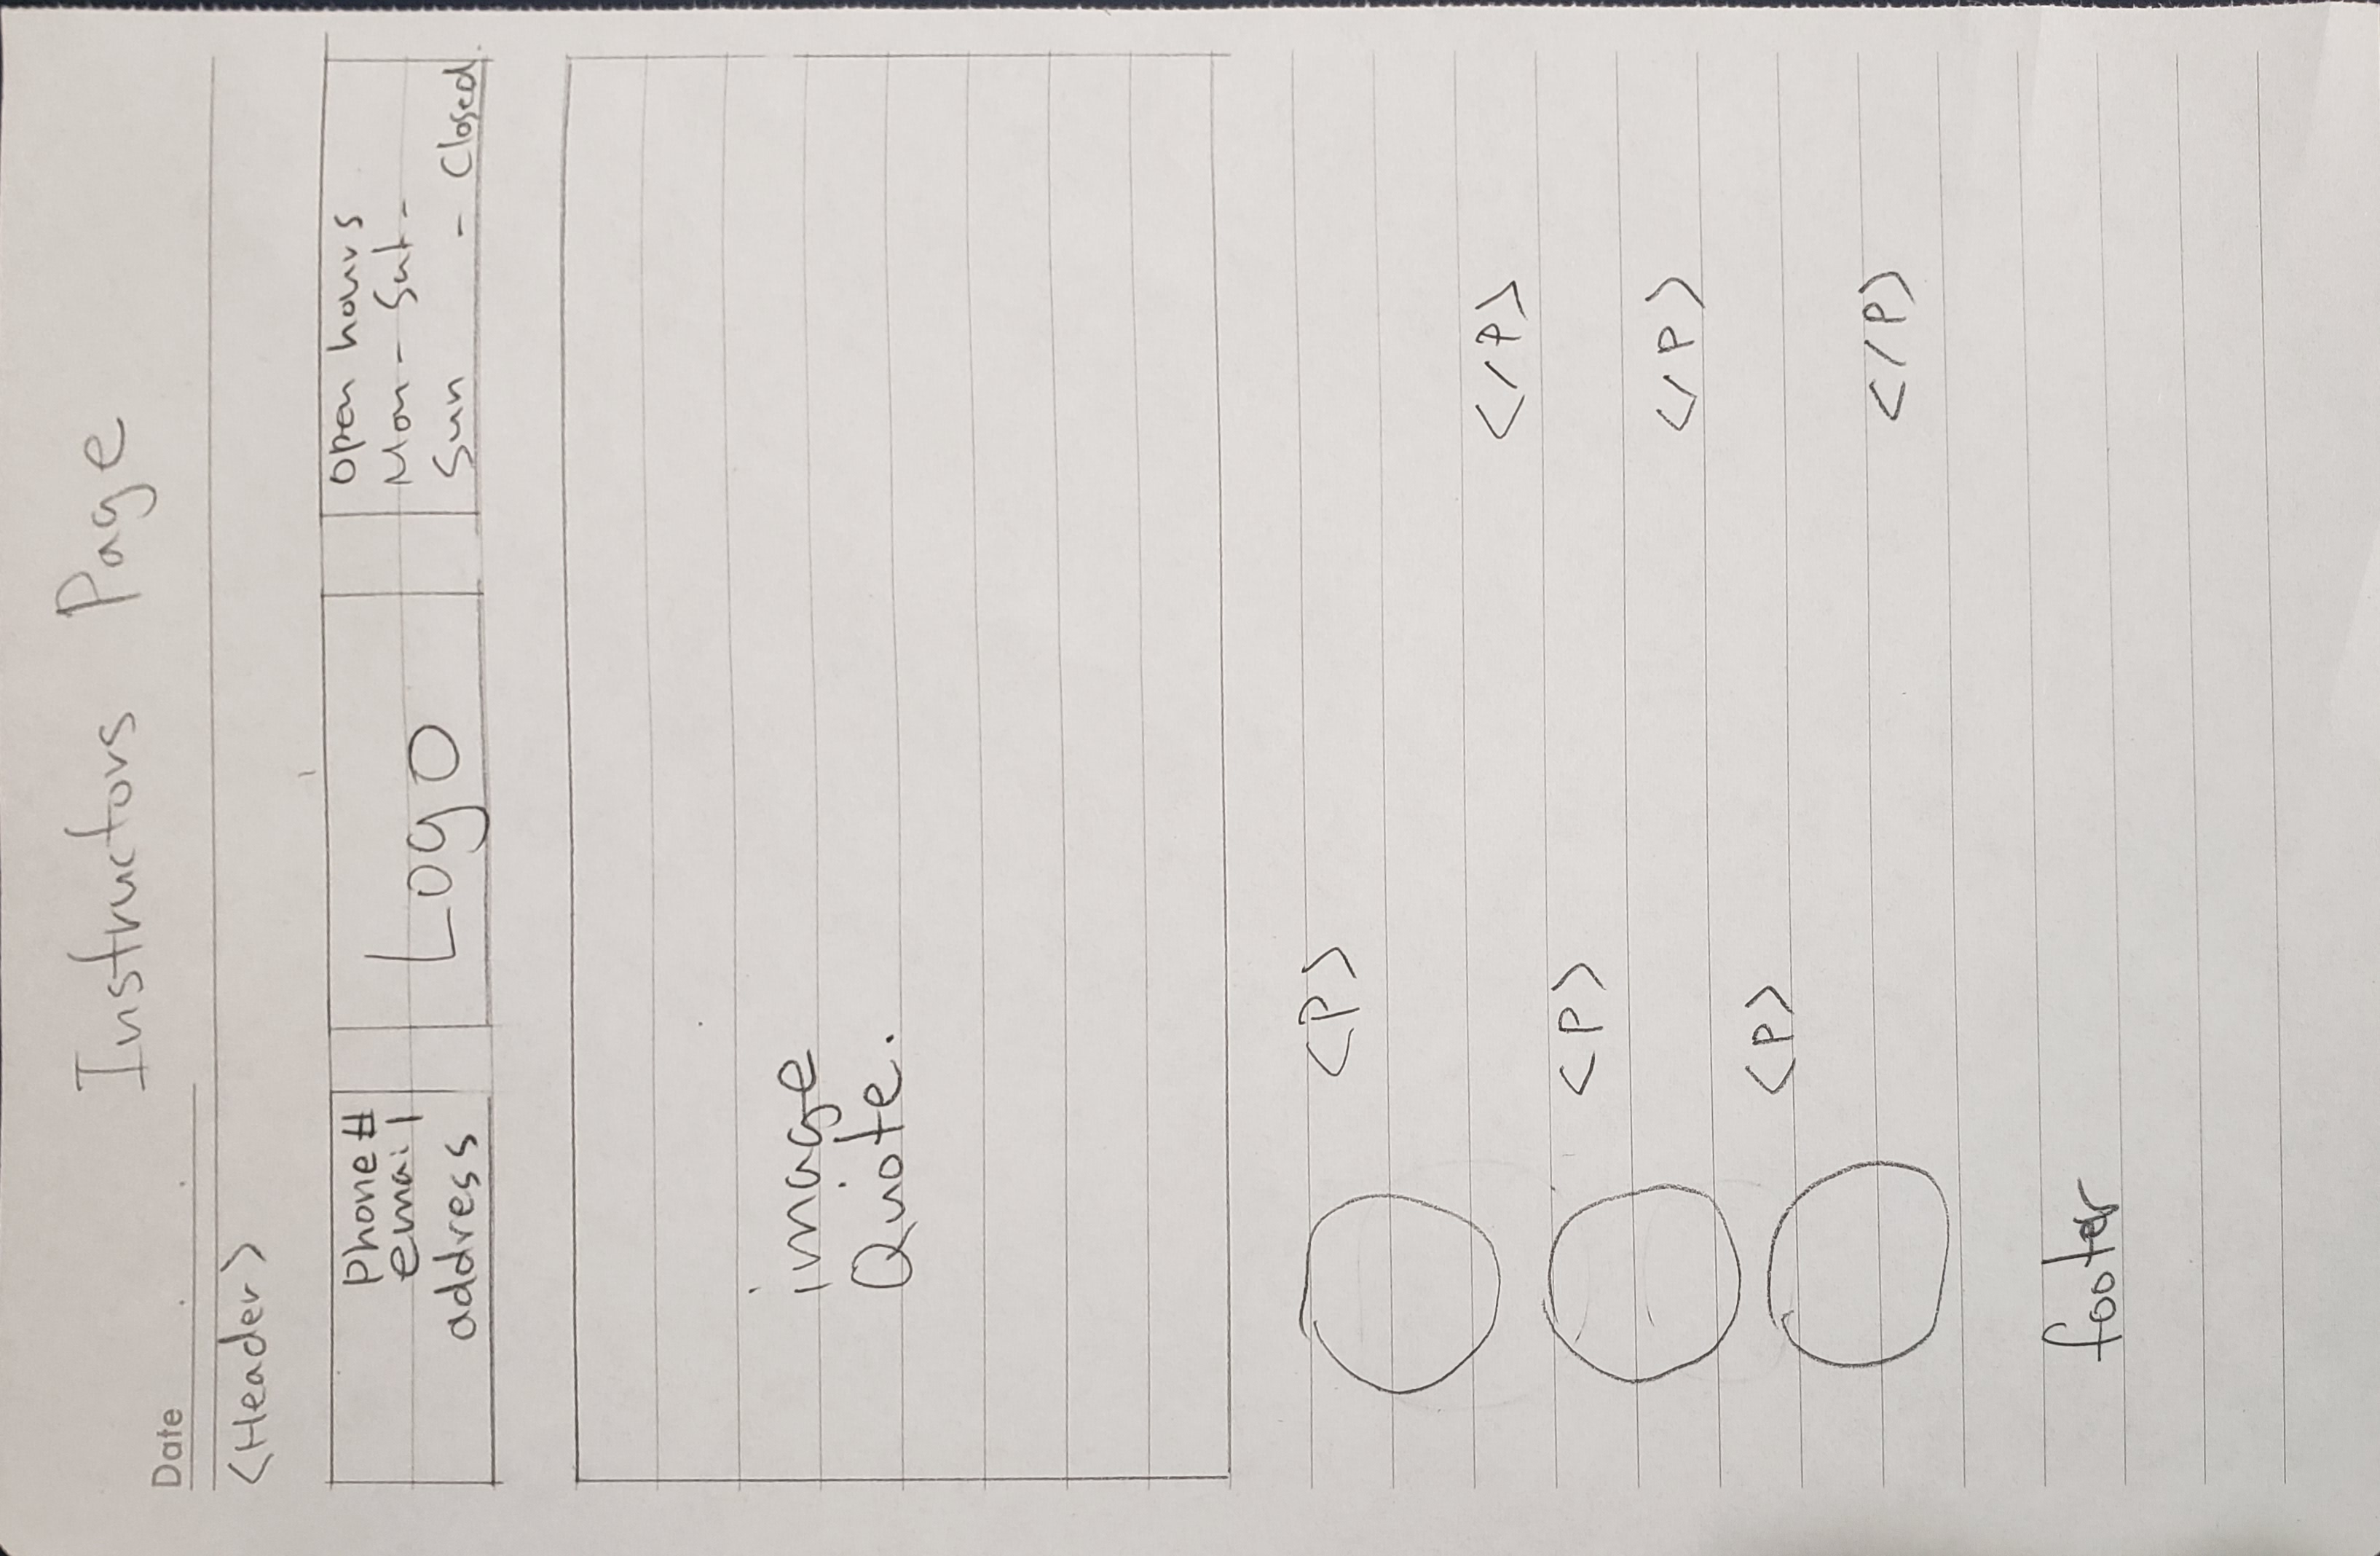 Instructors Page
Date
<Header>
Phone #
email
address
Logo
open hours
Mon - Sat -
Sun - Closed
image
Quote.
<P>
</P>
<P>
</P>
<P>
</P>
footer